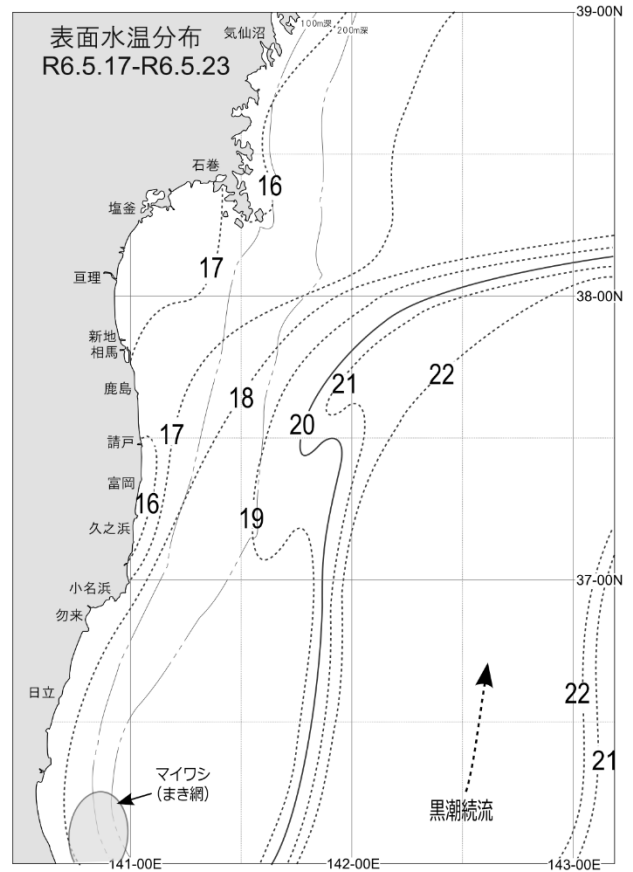 表面水温分布
R6.5.17-R6.5.23
気仙沼
100m深
200m深
39-00N
石巻
16
塩釜
17
亘理
38-00N
新地
相馬
鹿島
21
22
18
20
17
請戸
富岡
16
19
久之浜
小名浜
37-00N
勿来
日立
22
21
マイワシ
(まき網)
黒潮続流
141-00E
142-00E
143-00E